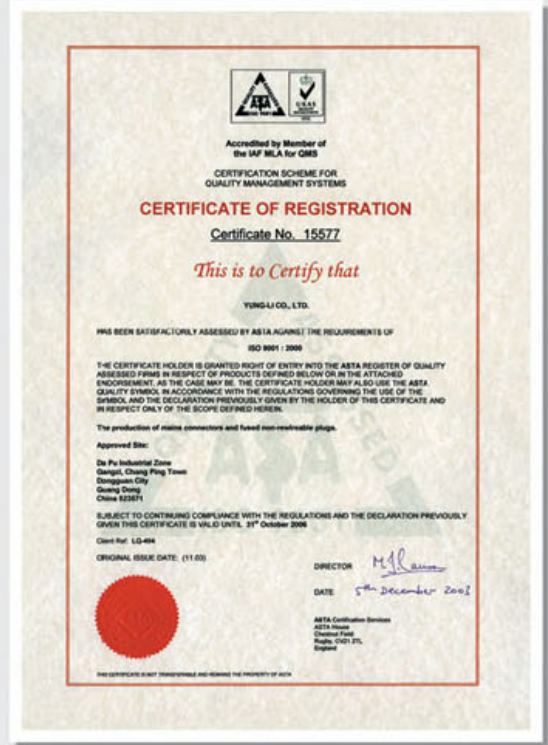 ASTA
UKAS
QUALITY
MANAGEMENT
Accredited by Member of
the IAF MLA for QMS
CERTIFICATION SCHEME FOR
QUALITY MANAGEMENT SYSTEMS
CERTIFICATE OF REGISTRATION
Certificate No. 15577
This is to Certify that
YUNG-LI CO., LTD.
HAS BEEN SATISFACTORILY ASSESSED BY ASTA AGAINST THE REQUIREMENTS OF
ISO 9001 : 2000
THE CERTIFICATE HOLDER IS GRANTED RIGHT OF ENTRY INTO THE ASTA REGISTER OF QUALITY
ASSESSED FIRMS IN RESPECT OF PRODUCTS DEFINED BELOW OR IN THE ATTACHED
ENDORSEMENT, AS THE CASE MAY BE. THE CERTIFICATE HOLDER MAY ALSO USE THE ASTA
QUALITY SYMBOL IN ACCORDANCE WITH THE REGULATIONS GOVERNING THE USE OF THE
SYMBOL AND THE DECLARATION PREVIOUSLY GIVEN BY THE HOLDER OF THIS CERTIFICATE AND
IN RESPECT ONLY OF THE SCOPE DEFINED HEREIN.
The production of mains connectors and fused non-rewireable plugs.
Approved Site:
Da Pu Industrial Zone
Gangzi, Chang Ping Town
Dongguan City
Guang Dong
China 523571
SUBJECT TO CONTINUING COMPLIANCE WITH THE REGULATIONS AND THE DECLARATION PREVIOUSLY
GIVEN THIS CERTIFICATE IS VALID UNTIL 31st October 2006
Client Ref: LQ-494
ORIGINAL ISSUE DATE: (11.03)
DIRECTOR
DATE 5th December 2003
ASTA Certification Services
ASTA House
Chestnut Field
Rugby, CV21 2TL
England
THIS CERTIFICATE IS NOT TRANSFERABLE AND REMAINS THE PROPERTY OF ASTA